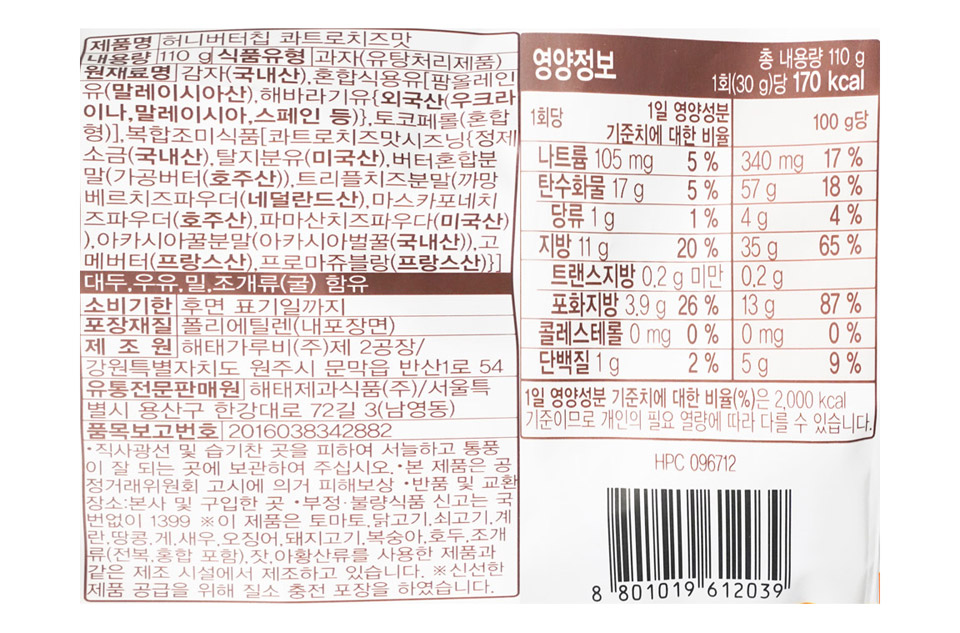 제품명 허니버터칩 콰트로치즈맛
내용량 110 g 식품유형 과자(유탕처리제품)
원재료명 감자(국내산),혼합식용유[팜올레인
유(말레이시아산),해바라기유{외국산(우크라
이나,말레이시아,스페인 등)},토코페롤(혼합
형)],복합조미식품[콰트로치즈맛시즈닝{정제
소금(국내산),탈지분유(미국산),버터혼합분
말(가공버터(호주산)),트리플치즈분말(까망
베르치즈파우더(네덜란드산),마스카포네치
즈파우더(호주산),파마산치즈파우다(미국산)
),아카시아꿀분말(아카시아벌꿀(국내산)),고
메버터(프랑스산),프로마쥬블랑(프랑스산)}]
대두,우유,밀,조개류(굴) 함유
소비기한 후면 표기일까지
포장재질 폴리에틸렌(내포장면)
제 조 원 해태가루비(주)제 2공장/
강원특별자치도 원주시 문막읍 반산1로 54
유통전문판매원 해태제과식품(주)/서울특
별시 용산구 한강대로 72길 3(남영동)
품목보고번호 2016038342882
•직사광선 및 습기찬 곳을 피하여 서늘하고 통풍
이 잘 되는 곳에 보관하여 주십시오.•본 제품은 공
정거래위원회 고시에 의거 피해보상 •반품 및 교환
장소:본사 및 구입한 곳 •부정·불량식품 신고는 국
번없이 1399 ※이 제품은 토마토,닭고기,쇠고기,계
란,땅콩,게,새우,오징어,돼지고기,복숭아,호두,조개
류(전복,홍합 포함),잣,아황산류를 사용한 제품과
같은 제조 시설에서 제조하고 있습니다. ※신선한
제품 공급을 위해 질소 충전 포장을 하였습니다.
영양정보 총 내용량 110 g
1회(30 g)당 170 kcal
1회당 1일 영양성분 기준치에 대한 비율 100 g당
나트륨 105 mg 5 % 340 mg 17 %
탄수화물 17 g 5 % 57 g 18 %
당류 1 g 1 % 4 g 4 %
지방 11 g 20 % 35 g 65 %
트랜스지방 0.2 g 미만 0.2 g
포화지방 3.9 g 26 % 13 g 87 %
콜레스테롤 0 mg 0 % 0 mg 0 %
단백질 1 g 2 % 5 g 9 %
1일 영양성분 기준치에 대한 비율(%)은 2,000 kcal
기준이므로 개인의 필요 열량에 따라 다를 수 있습니다.
HPC 096712
8 801019 612039